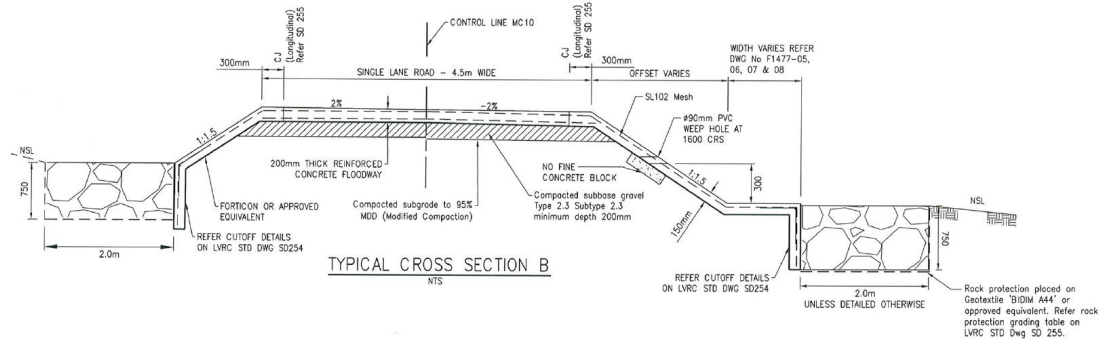 CONTROL LINE MC10
CJ
(Longitudinal)
Refer SD 255
CJ
(Longitudinal)
Refer SD 255
300mm
300mm
WIDTH VARIES REFER
DWG No F1477-05,
06, 07 & 08
SINGLE LANE ROAD - 4.5m WIDE
OFFSET VARIES
SL102 Mesh
2%
-2%
ø90mm PVC
WEEP HOLE AT
1600 CRS
1:1.5
NSL
200mm THICK REINFORCED
CONCRETE FLOODWAY
NO FINE
CONCRETE BLOCK
1:1.5
300
750
FORTICON OR APPROVED
EQUIVALENT
Compacted subgrade to 95%
MDD (Modified Compaction)
Compacted subbase gravel
Type 2.3 Subtype 2.3
minimum depth 200mm
150mm
NSL
750
REFER CUTOFF DETAILS
ON LVRC STD DWG SD254
2.0m
TYPICAL CROSS SECTION B
NTS
REFER CUTOFF DETAILS
ON LVRC STD DWG SD254
2.0m
UNLESS DETAILED OTHERWISE
Rock protection placed on
Geotextile 'BIDIM A44' or
approved equivalent. Refer rock
protection grading table on
LVRC STD Dwg SD 255.